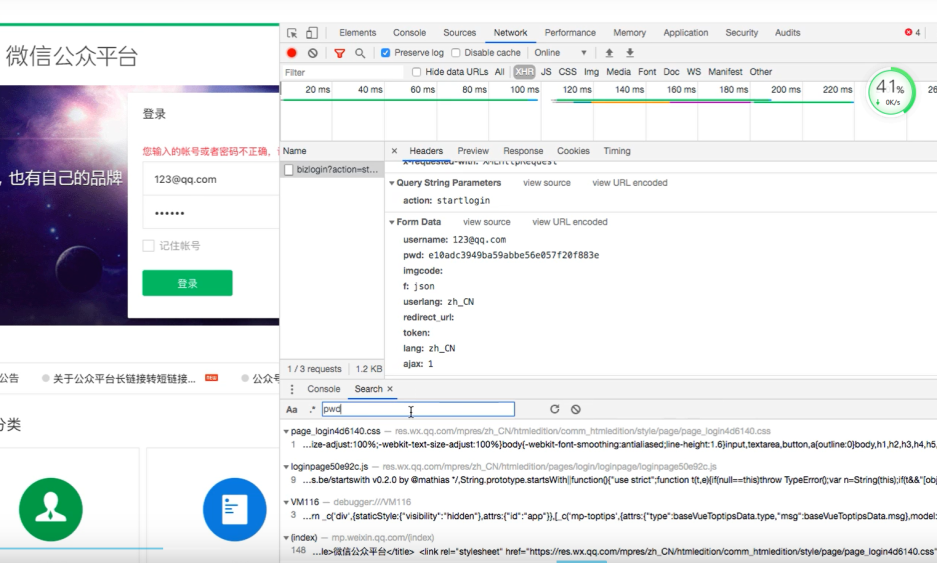 微信公众平台
登录
您输入的帐号或者密码不正确，
，也有自己的品牌
123@qq.com
••••••
记住帐号
登录
公告
关于公众平台长链接转短链接...
公众号
分类
Elements Console Sources Network Performance Memory Application Security Audits 4
Preserve log Disable cache Online
Filter Hide data URLs All XHR JS CSS Img Media Font Doc WS Manifest Other
20 ms 40 ms 60 ms 80 ms 100 ms 120 ms 140 ms 160 ms 180 ms 200 ms 220 ms 26
41%
0K/s
Name × Headers Preview Response Cookies Timing
bizlogin?action=st...
x-requested-with: XMLHttpRequest
Query String Parameters view source view URL encoded
action: startlogin
Form Data view source view URL encoded
username: 123@qq.com
pwd: e10adc3949ba59abbe56e057f20f883e
imgcode:
f: json
userlang: zh_CN
redirect_url:
token:
lang: zh_CN
ajax: 1
1 / 3 requests 1.2 KB
Console Search ×
Aa .* pwd
page_login4d6140.css — res.wx.qq.com/mpres/zh_CN/htmledition/comm_htmledition/style/page/page_login4d6140.css
1 ...ize-adjust:100%;-webkit-text-size-adjust:100%}body{-webkit-font-smoothing:antialiased;line-height:1.6}input,textarea,button,a{outline:0}body,h1,h2,h3,h4,h5,
loginpage50e92c.js — res.wx.qq.com/mpres/zh_CN/htmledition/pages/login/loginpage/loginpage50e92c.js
9 ...s.be/startswith v0.2.0 by @mathias */,String.prototype.startsWith||function(){"use strict";function t(t,e){if(null==this)throw TypeError();var n=String(this);if(t&&"[obj
VM116 — debugger:///VM116
3 ...rn _c('div',{staticStyle:{"visibility":"hidden"},attrs:{"id":"app"}},[_c('mp-toptips',{attrs:{"type":baseVueToptipsData.type,"msg":baseVueToptipsData.msg},model:
(index) — mp.weixin.qq.com/(index)
148 ...le>微信公众平台</title> <link rel="stylesheet" href="https://res.wx.qq.com/mpres/zh_CN/htmledition/comm_htmledition/style/page/page_login4d6140.css"